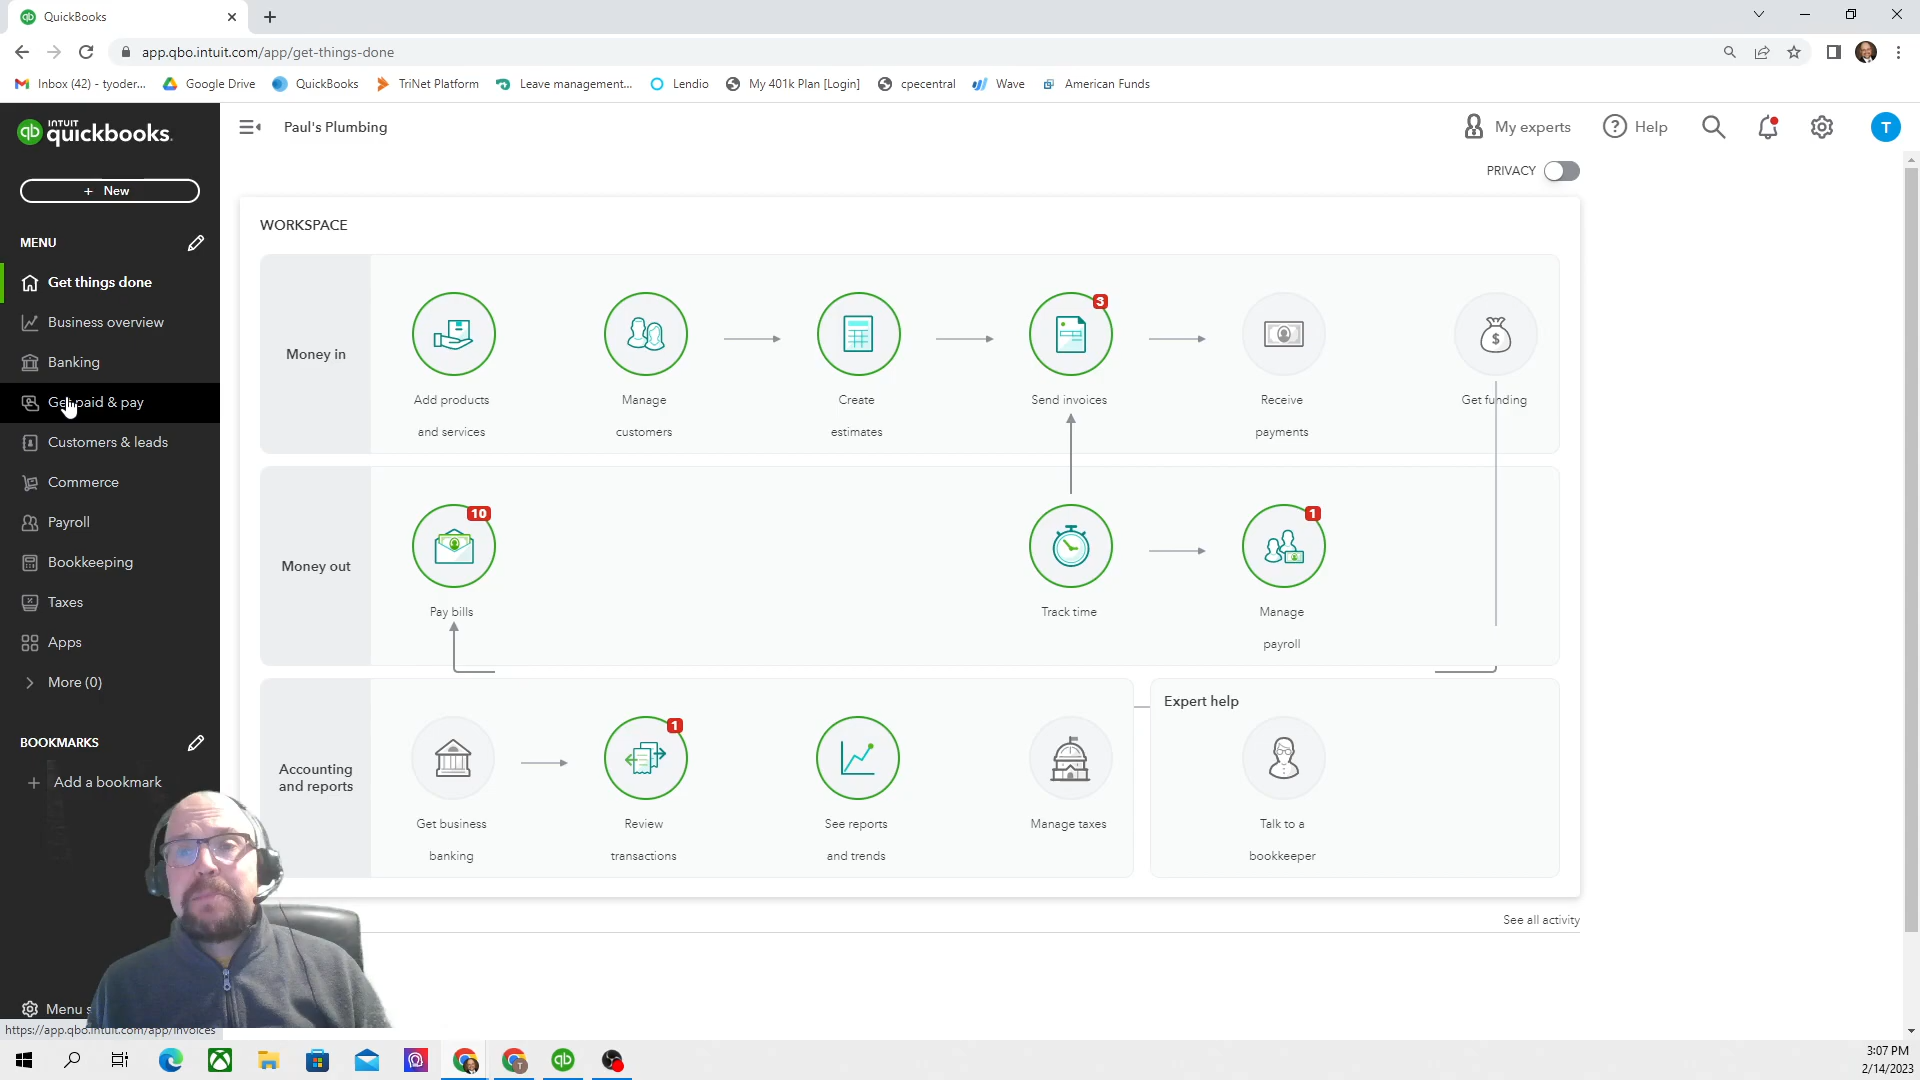 QuickBooks
app.qbo.intuit.com/app/get-things-done
Inbox (42) - tyoder...
Google Drive
QuickBooks
TriNet Platform
Leave management...
Lendio
My 401k Plan [Login]
cpecentral
Wave
American Funds
INTUIT
quickbooks.
Paul's Plumbing
My experts
Help
T
+ New
PRIVACY
MENU
Get things done
Business overview
Banking
Get paid & pay
Customers & leads
Commerce
Payroll
Bookkeeping
Taxes
Apps
More (0)
BOOKMARKS
+ Add a bookmark
Menu s
https://app.qbo.intuit.com/app/invoices
WORKSPACE
Money in
Add products
and services
Manage
customers
Create
estimates
3
Send invoices
Receive
payments
Get funding
Money out
10
Pay bills
Track time
1
Manage
payroll
Accounting
and reports
Get business
banking
1
Review
transactions
See reports
and trends
Manage taxes
Expert help
Talk to a
bookkeeper
See all activity
3:07 PM
2/14/2023